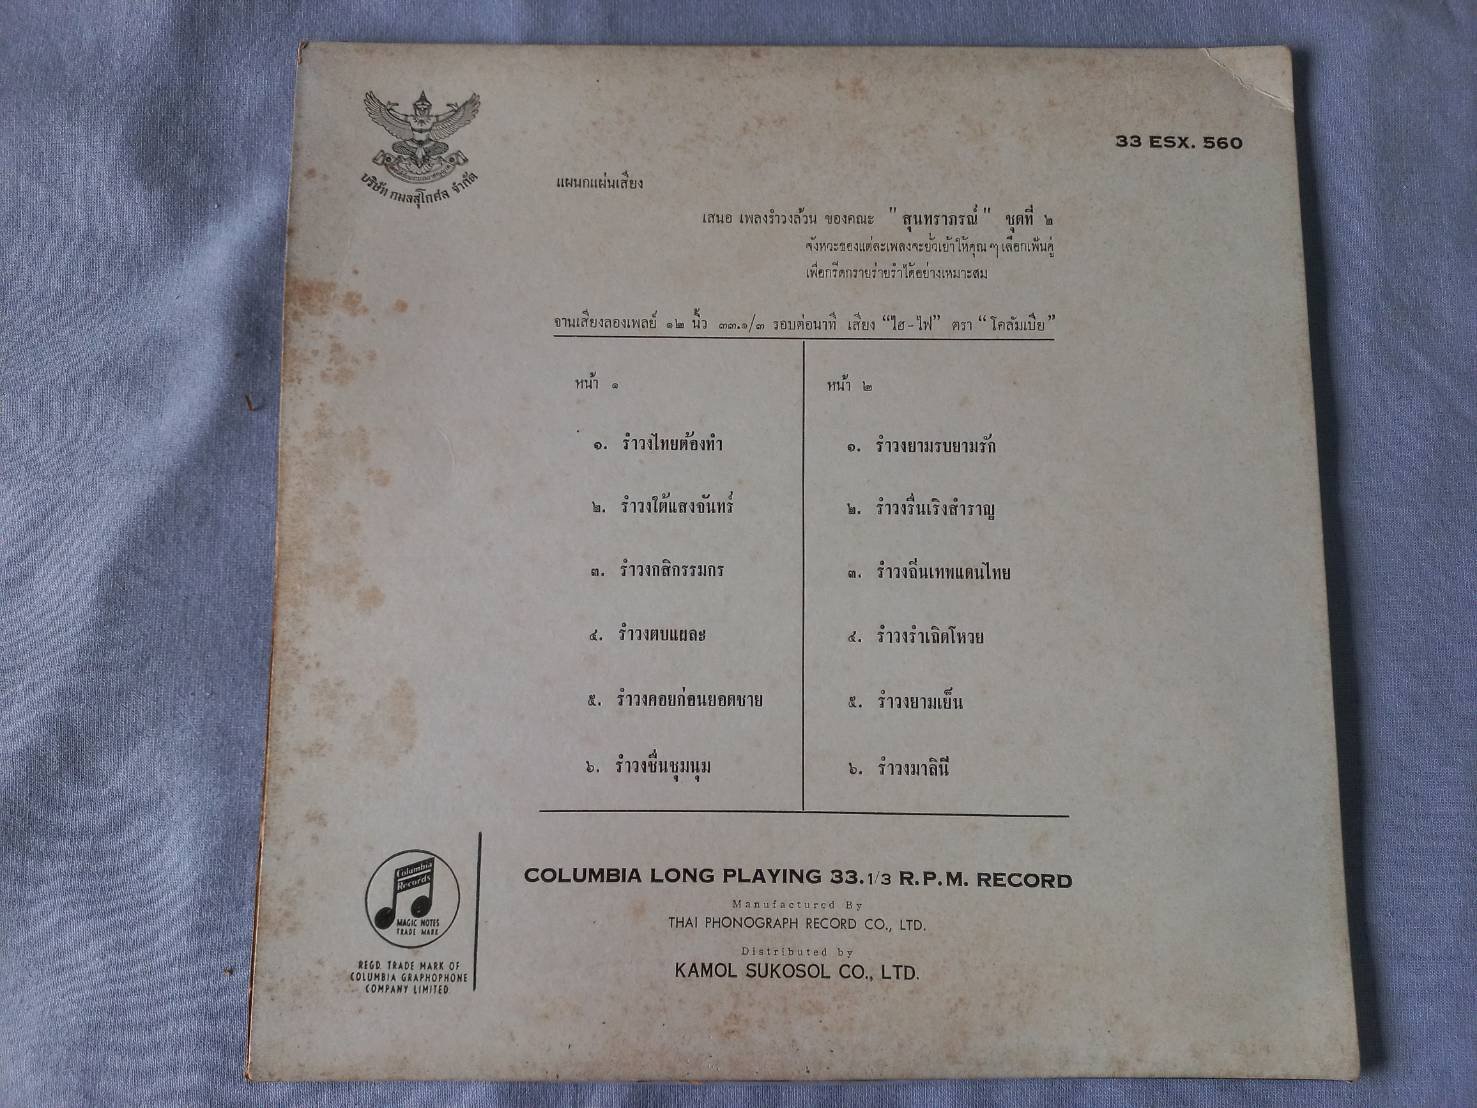 บริษัท กมลสุโกศล จำกัด
33 ESX. 560
แผนกแผ่นเสียง
เสนอ เพลงรำวงล้วน ของคณะ " สุนทราภรณ์ " ชุดที่ ๒
จังหวะของแต่ละเพลงจะยั่วเย้าให้คุณ ๆ เลือกเฟ้นคู่
เพื่อกรีดกรายร่ายรำได้อย่างเหมาะสม
จานเสียงลองเพลย์ ๑๒ นิ้ว ๓๓.๑/๓ รอบต่อนาที เสียง "ไฮ-ไฟ" ตรา "โคลัมเบีย"
หน้า ๑
๑. รำวงไทยต้องทำ
๒. รำวงใต้แสงจันทร์
๓. รำวงกสิกรรมกร
๔. รำวงตบแผละ
๕. รำวงคอยก่อนยอดชาย
๖. รำวงชื่นชุมนุม
หน้า ๒
๑. รำวงยามรบยามรัก
๒. รำวงรื่นเริงสำราญ
๓. รำวงถิ่นเทพแดนไทย
๔. รำวงรำเถิดโหวย
๕. รำวงยามเย็น
๖. รำวงมาลินี
Columbia
Records
MAGIC NOTES
TRADE MARK
REGD. TRADE MARK OF
COLUMBIA GRAPHOPHONE
COMPANY LIMITED
COLUMBIA LONG PLAYING 33.1/3 R.P.M. RECORD
Manufactured By
THAI PHONOGRAPH RECORD CO., LTD.
Distributed by
KAMOL SUKOSOL CO., LTD.